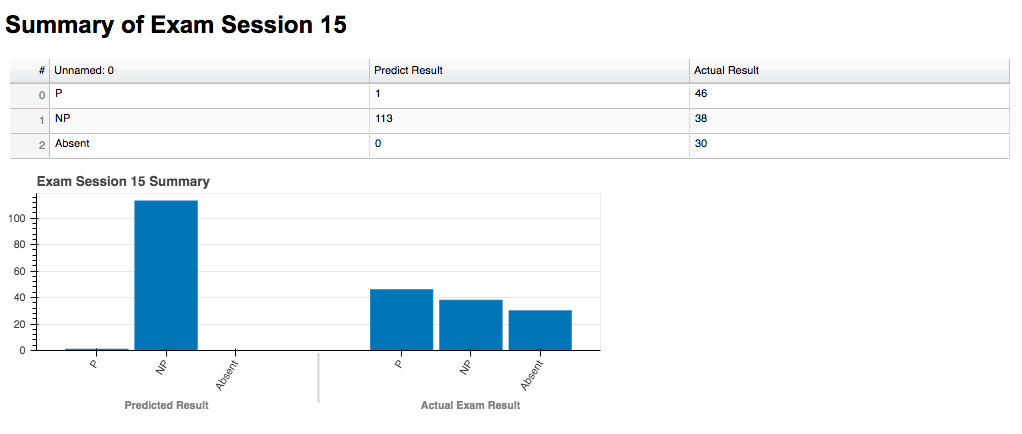 Summary of Exam Session 15
# Unnamed: 0 Predict Result Actual Result
0 P 1 46
1 NP 113 38
2 Absent 0 30
Exam Session 15 Summary
100
80
60
40
20
0
P NP Absent P NP Absent
Predicted Result Actual Exam Result